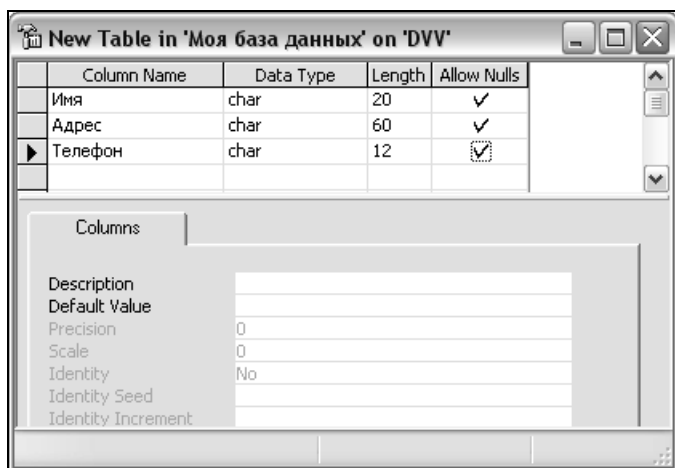 New Table in 'Моя база данных' on 'DVV'
Column Name Data Type Length Allow Nulls
Имя char 20
Адрес char 60
Телефон char 12
Columns
Description
Default Value
Precision 0
Scale 0
Identity No
Identity Seed
Identity Increment